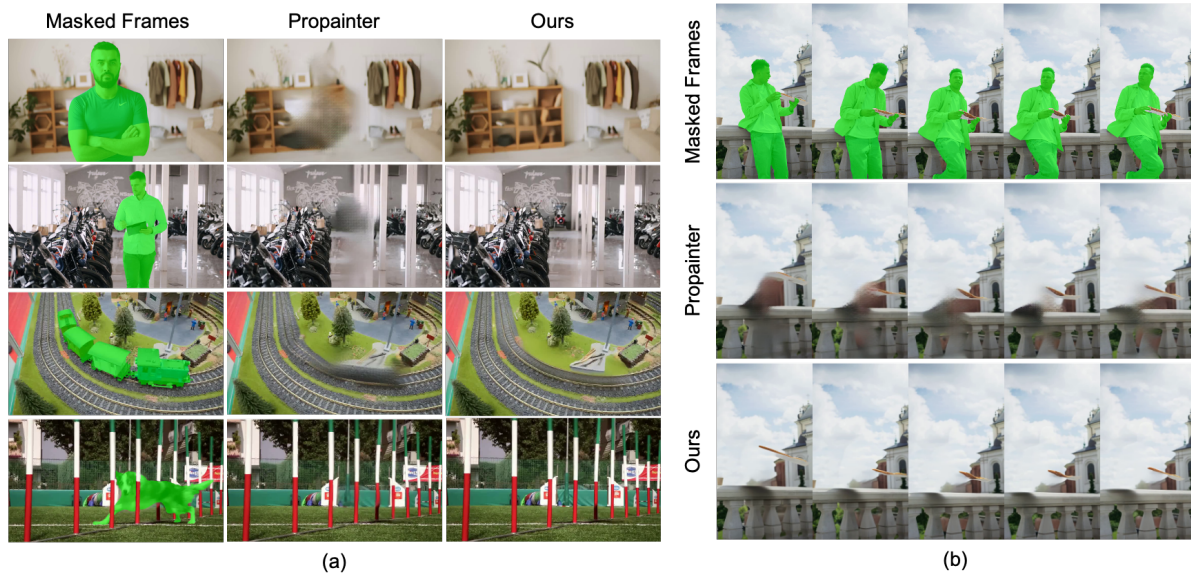 Masked Frames
Propainter
Ours
(a)
Masked Frames
Propainter
Ours
(b)